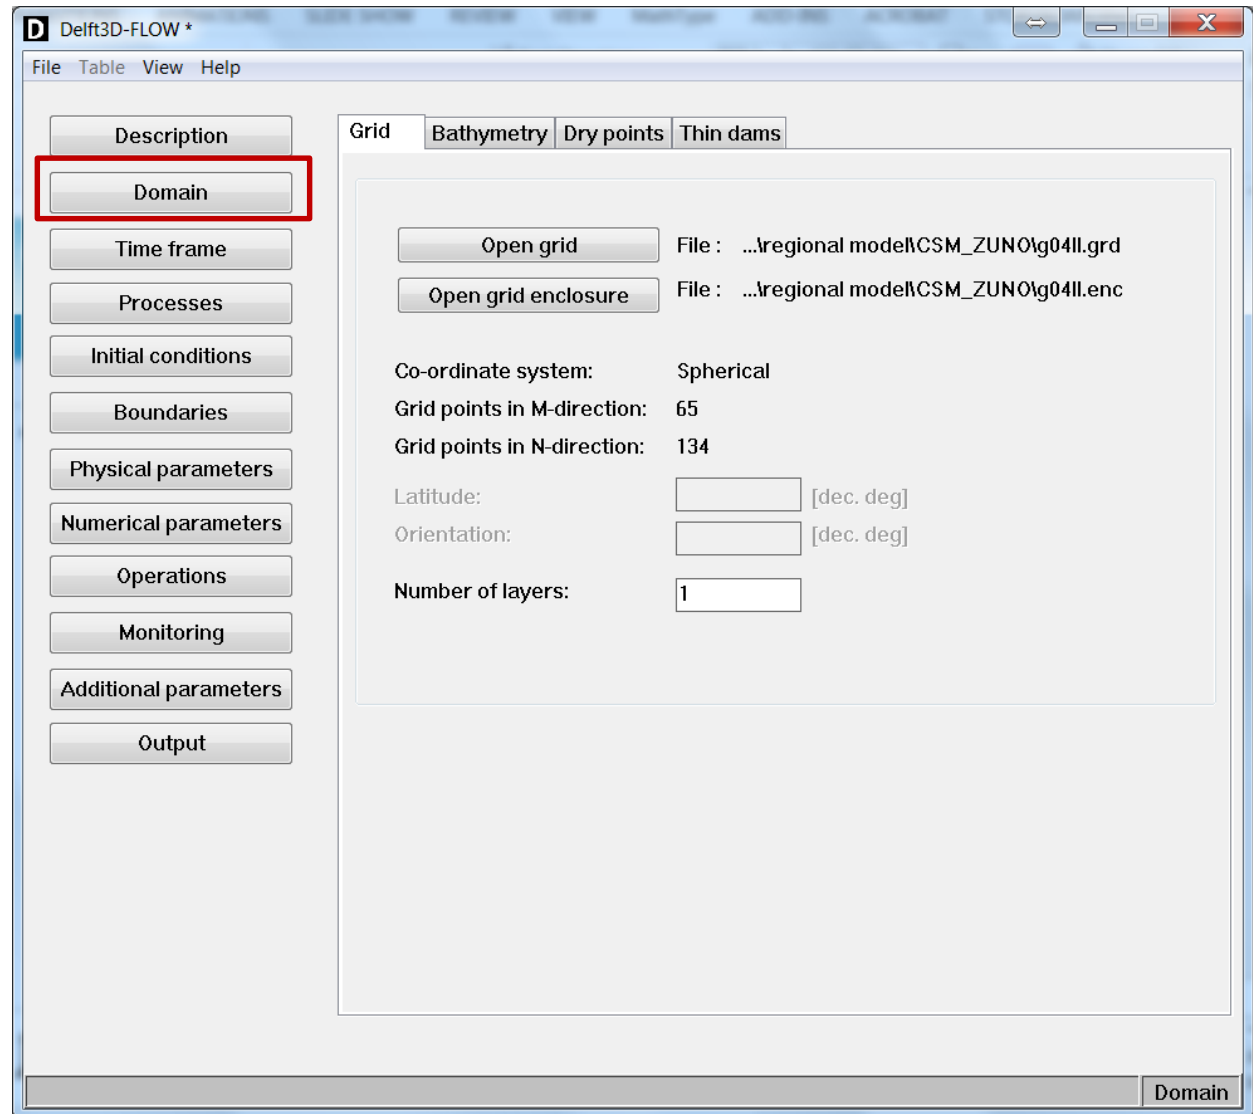 Delft3D-FLOW *
File Table View Help
Description
Domain
Time frame
Processes
Initial conditions
Boundaries
Physical parameters
Numerical parameters
Operations
Monitoring
Additional parameters
Output
Grid Bathymetry Dry points Thin dams
Open grid File : ...\regional model\CSM_ZUNO\g04ll.grd
Open grid enclosure File : ...\regional model\CSM_ZUNO\g04ll.enc
Co-ordinate system: Spherical
Grid points in M-direction: 65
Grid points in N-direction: 134
Latitude: [dec. deg]
Orientation: [dec. deg]
Number of layers: 1
Domain